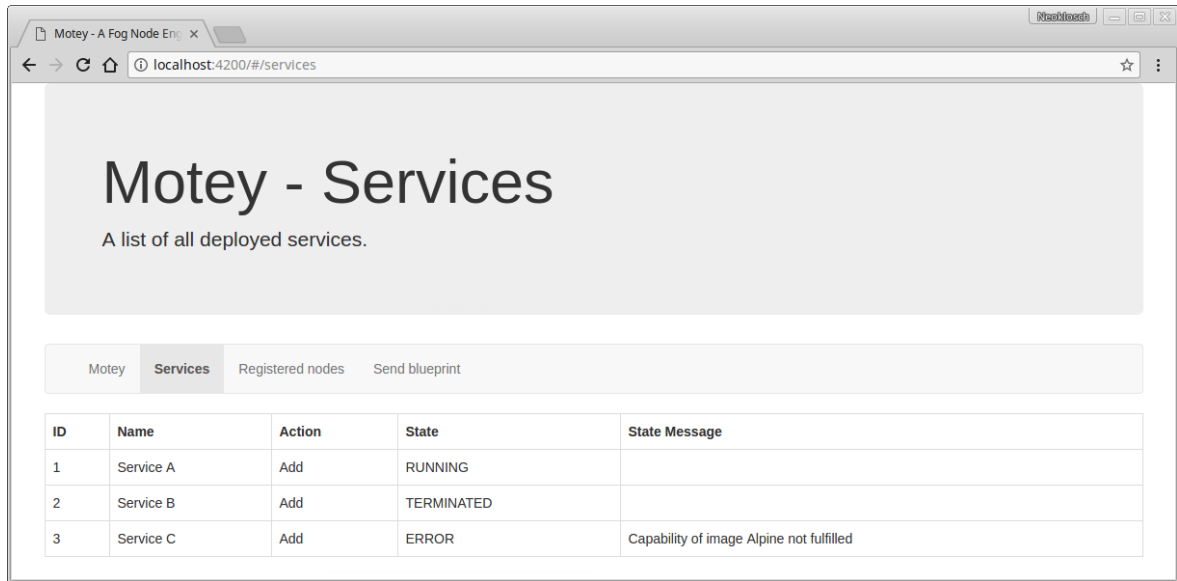 Neoklosch
Motey - A Fog Node Eng
localhost:4200/#/services
Motey - Services
A list of all deployed services.
Motey Services Registered nodes Send blueprint
ID Name Action State State Message
1 Service A Add RUNNING
2 Service B Add TERMINATED
3 Service C Add ERROR Capability of image Alpine not fulfilled